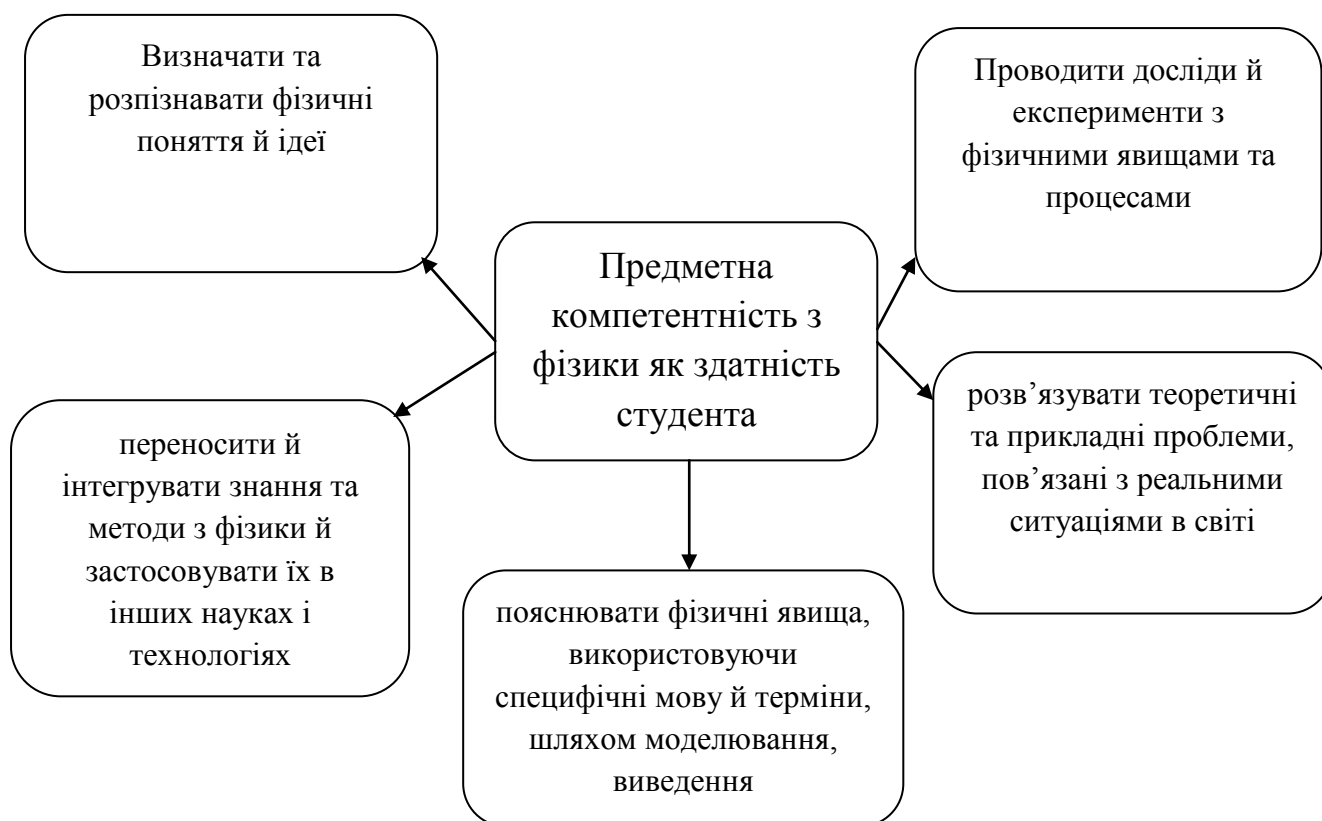 Визначати та
розпізнавати фізичні
поняття й ідеї
Проводити досліди й
експерименти з
фізичними явищами та
процесами
Предметна
компетентність з
фізики як здатність
студента
переносити й
інтегрувати знання та
методи з фізики й
застосовувати їх в
інших науках і
технологіях
розв’язувати теоретичні
та прикладні проблеми,
пов’язані з реальними
ситуаціями в світі
пояснювати фізичні явища,
використовуючи
специфічні мову й терміни,
шляхом моделювання,
виведення